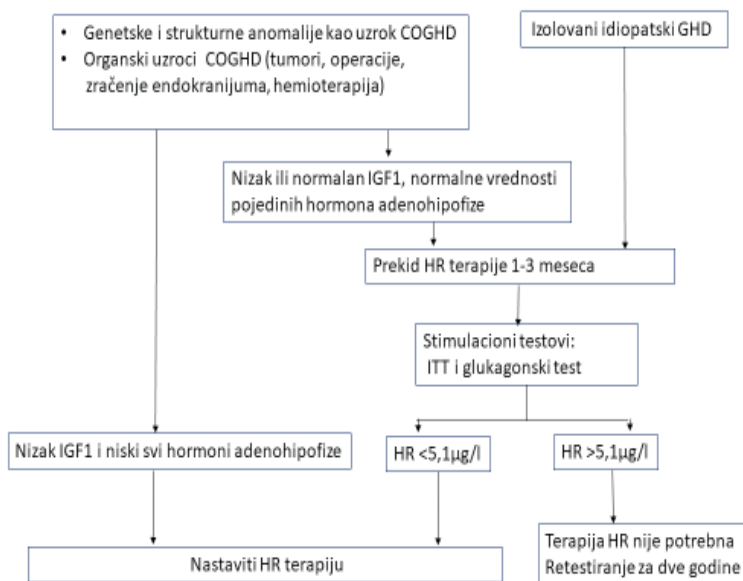 • Genetske i strukturne anomalije kao uzrok COGHD
• Organski uzroci COGHD (tumori, operacije,
zračenje endokranijuma, hemioterapija)
Izolovani idiopatski GHD
Nizak ili normalan IGF1, normalne vrednosti
pojedinih hormona adenohipofize
Prekid HR terapije 1-3 meseca
Stimulacioni testovi:
ITT i glukagonski test
Nizak IGF1 i niski svi hormoni adenohipofize
HR <5,1µg/l
HR >5,1µg/l
Nastaviti HR terapiju
Terapija HR nije potrebna
Retestiranje za dve godine